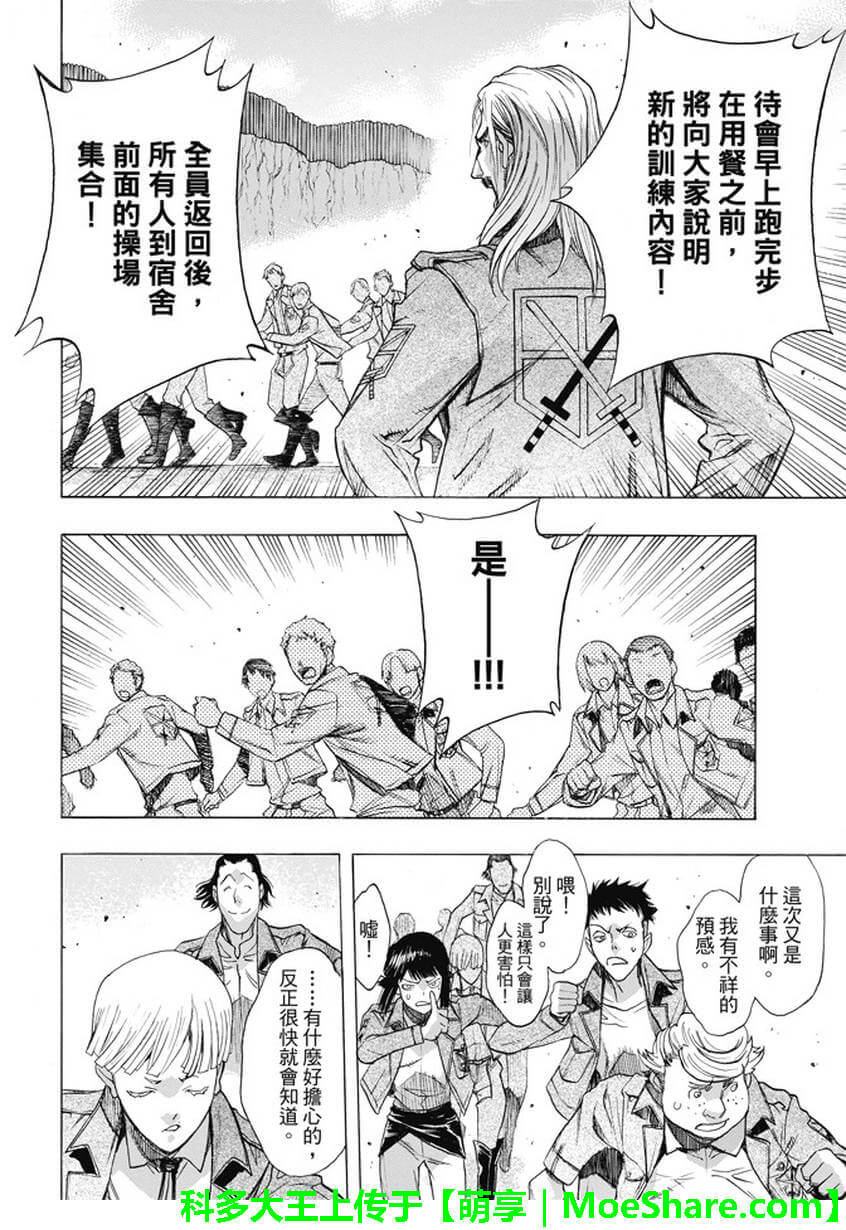 待會早上跑完步
在用餐之前，
將向大家說明
新的訓練內容！
全員返回後，
所有人到宿舍
前面的操場
集合！
是——!!!
這次又是
什麼事啊。
我有不祥的
預感。
喂！
別說了。
這樣只會讓
人更害怕！
噓！
……有什麼好擔心的，
反正很快就會知道。
科多大王上传于【萌享｜MoeShare.com】